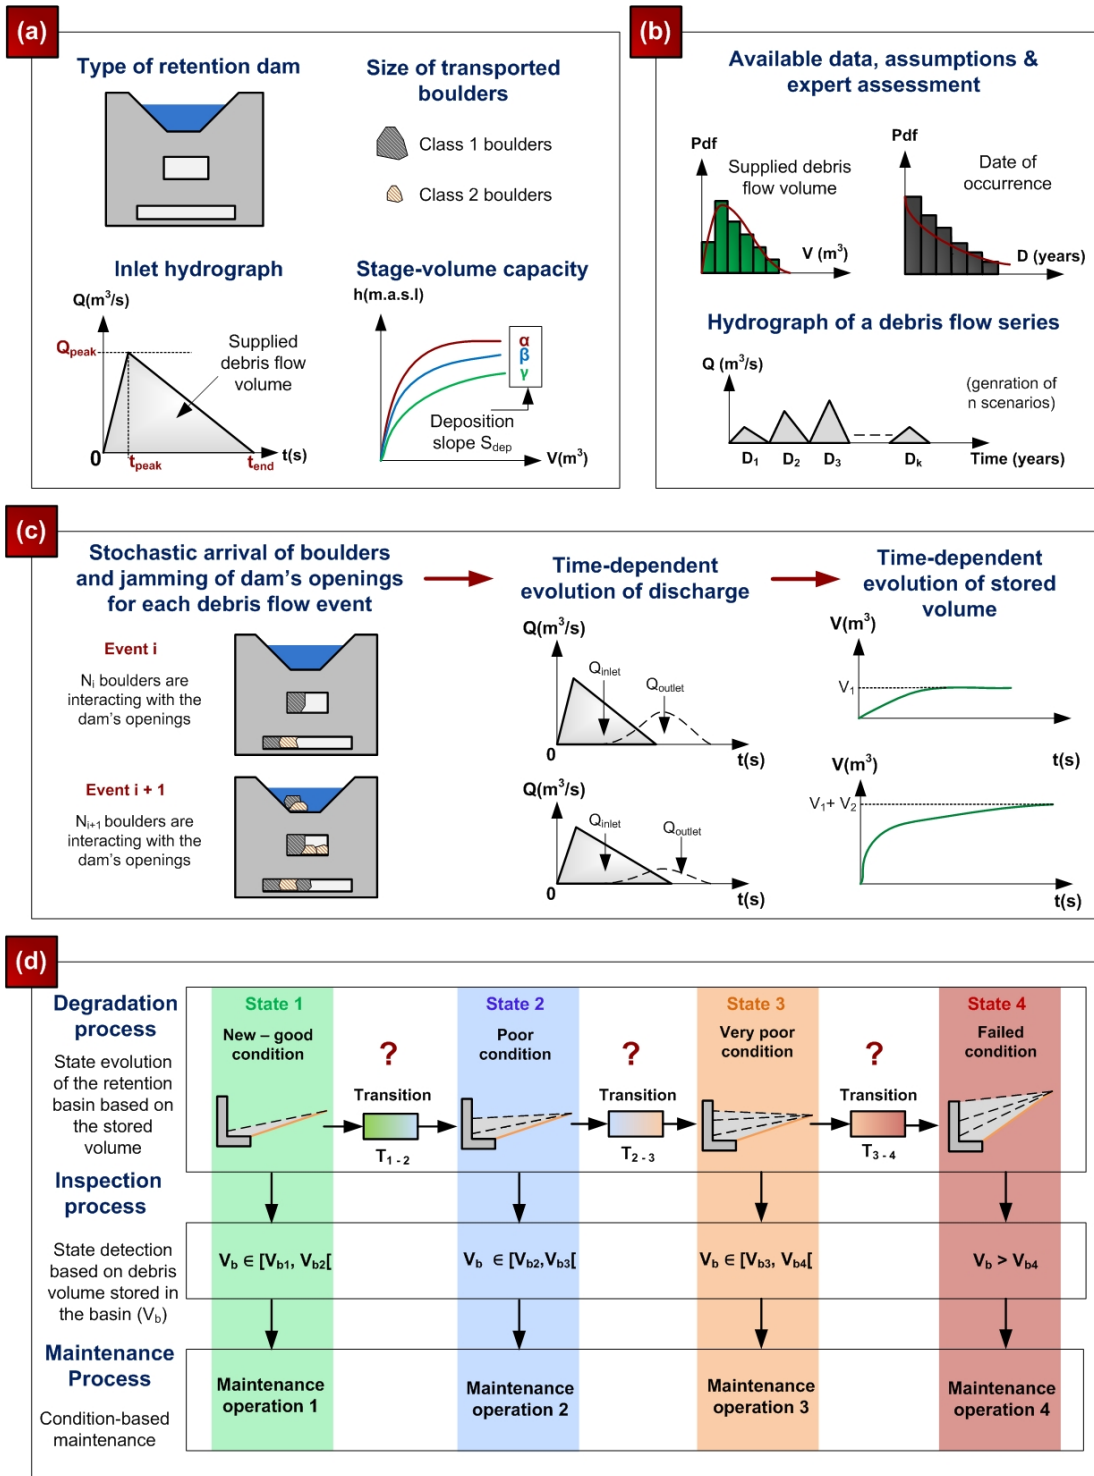 (a)
Type of retention dam
Size of transported
boulders
Class 1 boulders
Class 2 boulders
Inlet hydrograph
Q(m³/s)
Qpeak
Supplied
debris flow
volume
0
tpeak
tend
t(s)
Stage-volume capacity
h(m.a.s.l)
α
β
γ
Deposition
slope Sdep
V(m³)
(b)
Available data, assumptions &
expert assessment
Pdf
Supplied debris
flow volume
V (m³)
Pdf
Date of
occurrence
D (years)
Hydrograph of a debris flow series
Q (m³/s)
(genration of
n scenarios)
D₁
D₂
D₃
Dk
Time (years)
(c)
Stochastic arrival of boulders
and jamming of dam's openings
for each debris flow event
Event i
Ni boulders are
interacting with the
dam's openings
Event i + 1
Ni+1 boulders are
interacting with the
dam's openings
Time-dependent
evolution of discharge
Q(m³/s)
Qinlet
Qoutlet
0
t(s)
Q(m³/s)
Qinlet
Qoutlet
0
t(s)
Time-dependent
evolution of stored
volume
V(m³)
V₁
t(s)
V(m³)
V₁+ V₂
t(s)
(d)
Degradation
process
State evolution
of the retention
basin based on
the stored
volume
State 1
New – good
condition
?
Transition
T1 - 2
State 2
Poor
condition
?
Transition
T2 - 3
State 3
Very poor
condition
?
Transition
T3 - 4
State 4
Failed
condition
Inspection
process
State detection
based on debris
volume stored in
the basin (Vb)
Vb ∈ [Vb1, Vb2[
Vb ∈ [Vb2,Vb3[
Vb ∈ [Vb3, Vb4[
Vb > Vb4
Maintenance
Process
Condition-based
maintenance
Maintenance
operation 1
Maintenance
operation 2
Maintenance
operation 3
Maintenance
operation 4